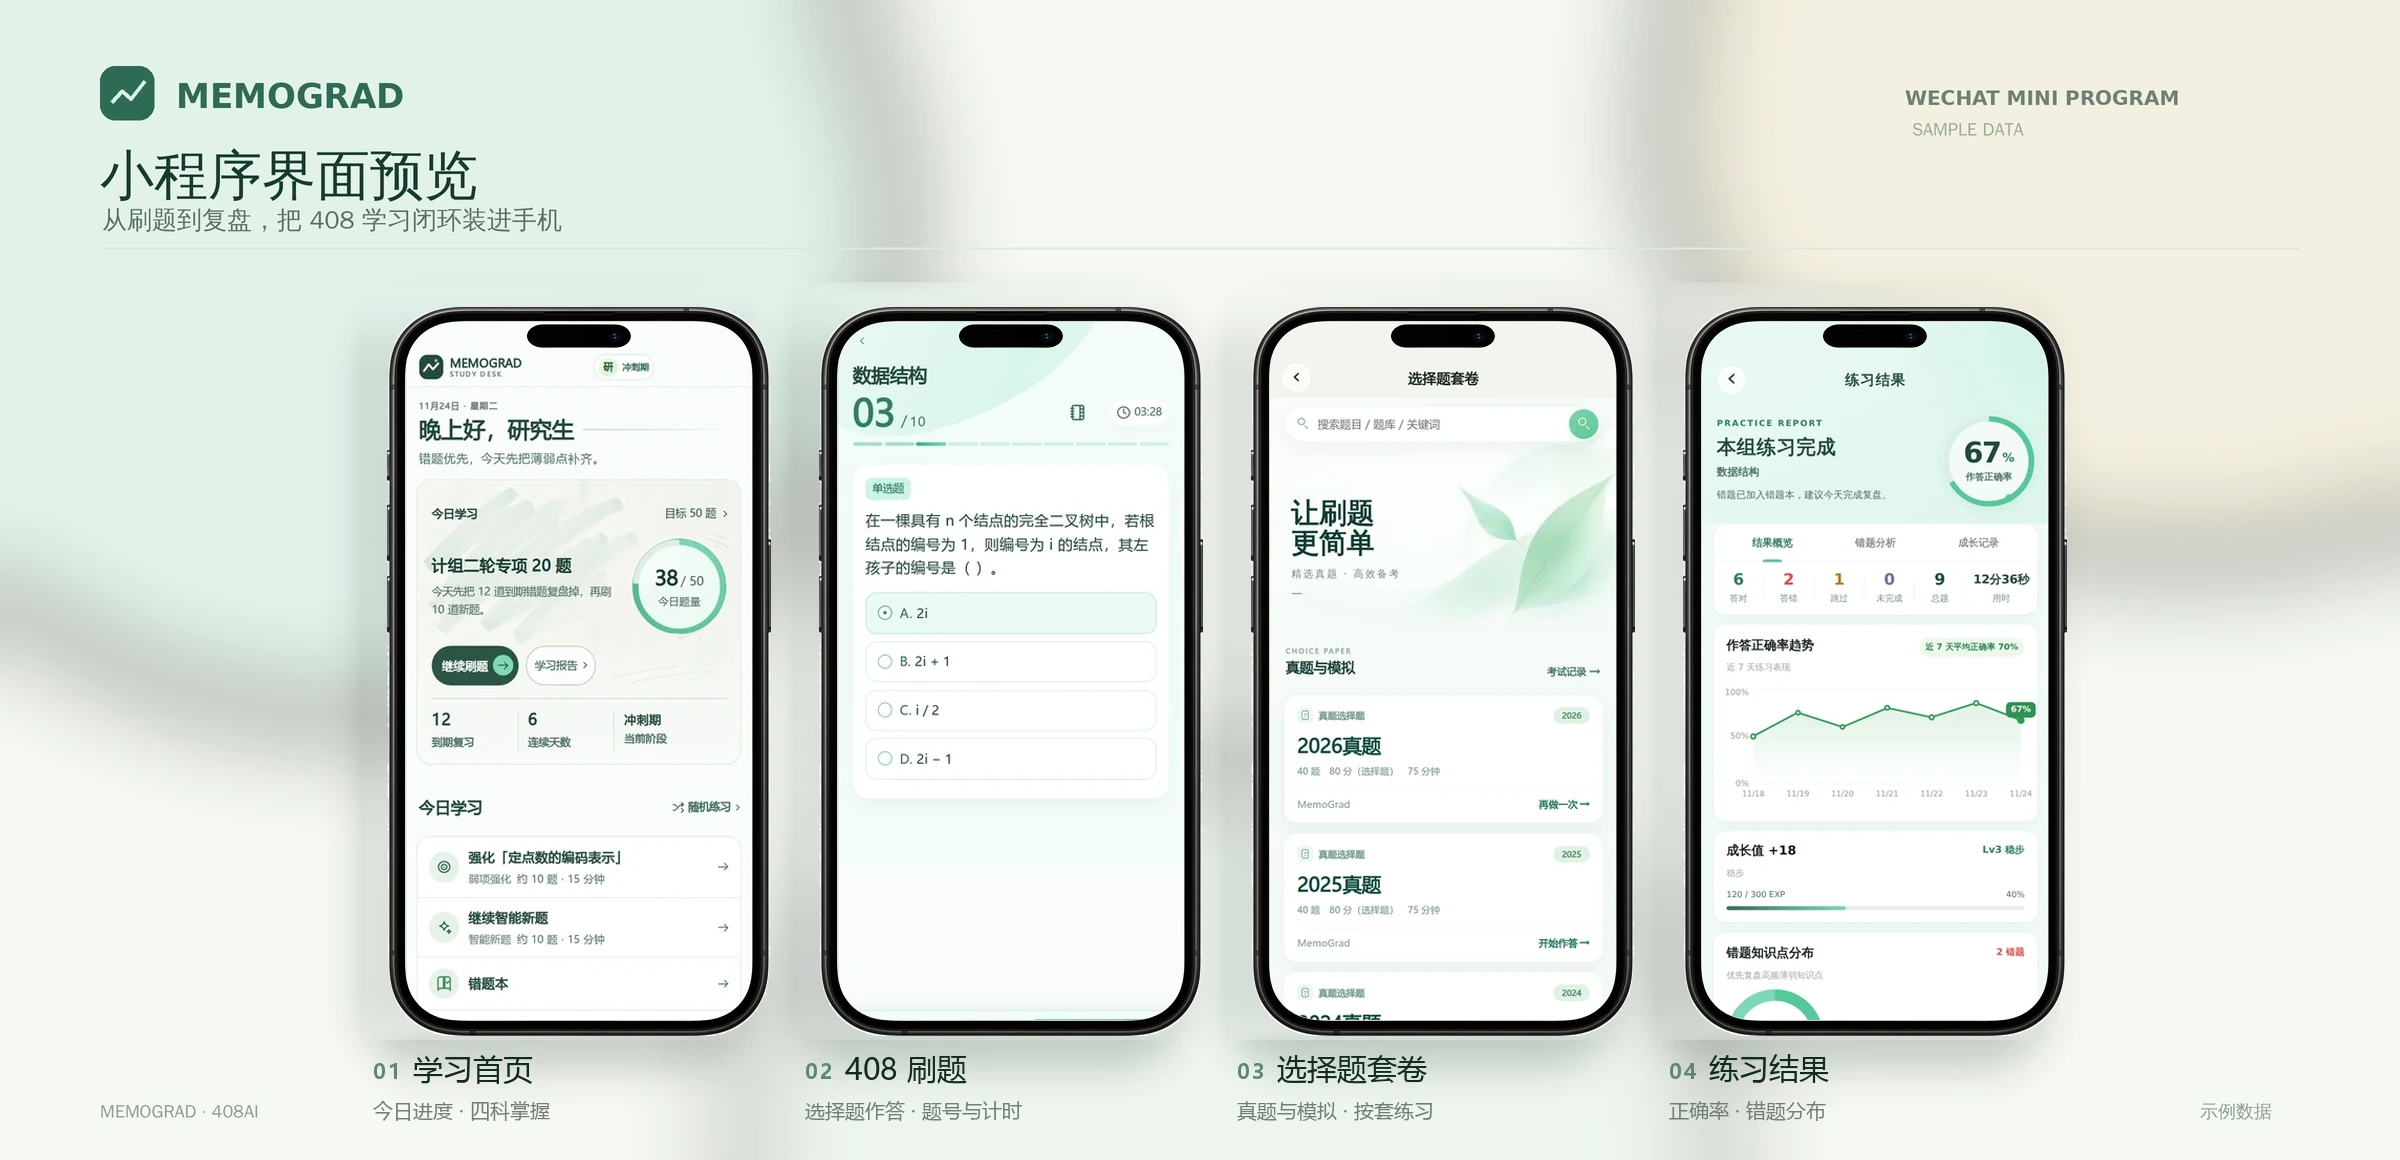 MEMOGRAD
WECHAT MINI PROGRAM
SAMPLE DATA
小程序界面预览
从刷题到复盘，把 408 学习闭环装进手机
MEMOGRAD
STUDY DESK
研 冲刺期
11月24日 · 星期二
晚上好，研究生
错题优先，今天先把薄弱点补齐。
今日学习
目标 50 题 ›
计组二轮专项 20 题
今天先把 12 道到期错题复盘掉，再刷
10 道新题。
38 / 50
今日题量
继续刷题 →
学习报告 ›
12
到期复习
6
连续天数
冲刺期
当前阶段
今日学习
随机练习 ›
强化「定点数的编码表示」
弱项强化 约 10 题 · 15 分钟
继续智能新题
智能新题 约 10 题 · 15 分钟
错题本
01 学习首页
今日进度 · 四科掌握
数据结构
03 / 10
03:28
单选题
在一棵具有 n 个结点的完全二叉树中，若根
结点的编号为 1，则编号为 i 的结点，其左
孩子的编号是（ ）。
A. 2i
B. 2i + 1
C. i / 2
D. 2i − 1
02 408 刷题
选择题作答 · 题号与计时
选择题套卷
搜索题目 / 题库 / 关键词
让刷题
更简单
精选真题 · 高效备考
CHOICE PAPER
真题与模拟
考试记录 →
真题选择题
2026
2026真题
40 题 80 分（选择题） 75 分钟
MemoGrad
再做一次 →
真题选择题
2025
2025真题
40 题 80 分（选择题） 75 分钟
MemoGrad
开始作答 →
真题选择题
2024
2024真题
03 选择题套卷
真题与模拟 · 按套练习
练习结果
PRACTICE REPORT
本组练习完成
数据结构
错题已加入错题本，建议今天完成复盘。
67%
作答正确率
结果概览
错题分析
成长记录
6
答对
2
答错
1
跳过
0
未完成
9
总题
12分36秒
用时
作答正确率趋势
近 7 天平均正确率 70%
近 7 天练习表现
100%
50%
0%
67%
11/18 11/19 11/20 11/21 11/22 11/23 11/24
成长值 +18
Lv3 稳步
稳步
120 / 300 EXP
40%
错题知识点分布
2 错题
优先复盘高频薄弱知识点
04 练习结果
正确率 · 错题分布
MEMOGRAD · 408AI
示例数据